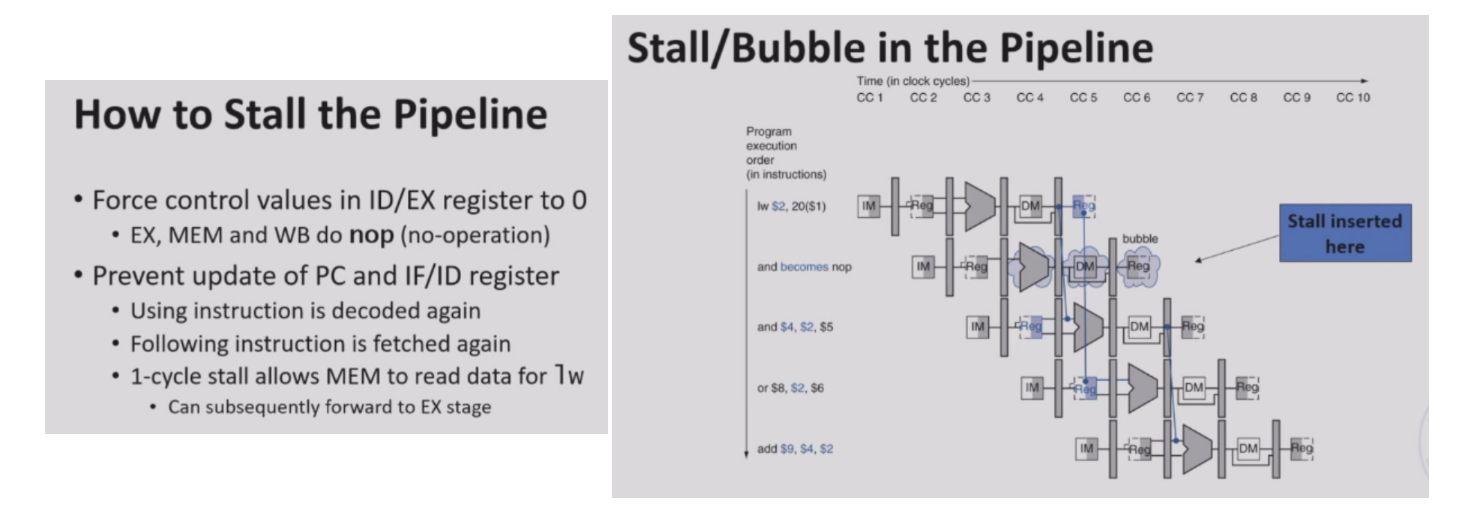 How to Stall the Pipeline
• Force control values in ID/EX register to 0
• EX, MEM and WB do nop (no-operation)
• Prevent update of PC and IF/ID register
• Using instruction is decoded again
• Following instruction is fetched again
• 1-cycle stall allows MEM to read data for lw
• Can subsequently forward to EX stage
Stall/Bubble in the Pipeline
Time (in clock cycles)
CC 1 CC 2 CC 3 CC 4 CC 5 CC 6 CC 7 CC 8 CC 9 CC 10
Program
execution
order
(in instructions)
lw $2, 20($1) IM Reg DM Reg
Stall inserted
here
bubble
and becomes nop IM Reg DM Reg
and $4, $2, $5 IM Reg DM Reg
or $8, $2, $6 IM Reg DM Reg
add $9, $4, $2 IM Reg DM Reg